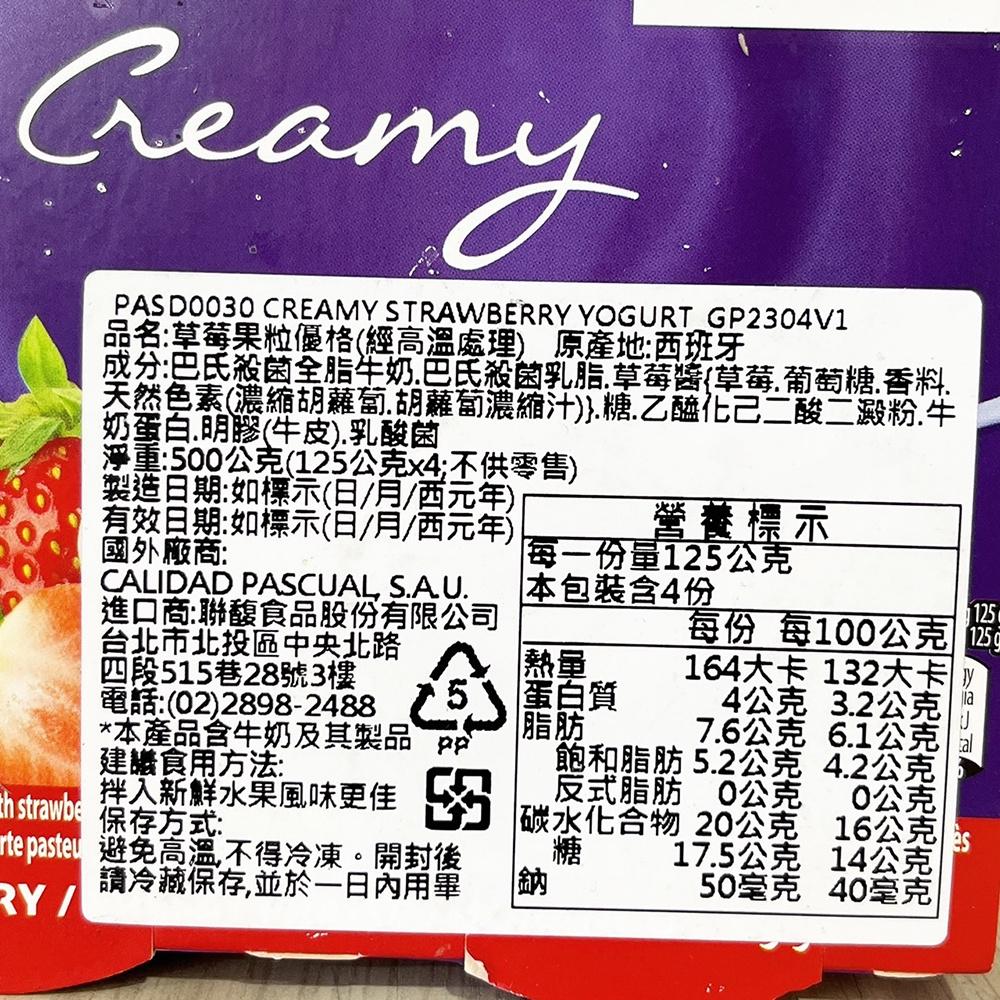 Creamy
PASD0030 CREAMY STRAWBERRY YOGURT GP2304V1
品名:草莓果粒優格(經高溫處理) 原產地:西班牙
成分:巴氏殺菌全脂牛奶.巴氏殺菌乳脂.草莓醬{草莓.葡萄糖.香料.
天然色素(濃縮胡蘿蔔.胡蘿蔔濃縮汁)}.糖.乙醯化己二酸二澱粉.牛
奶蛋白.明膠(牛皮).乳酸菌
淨重:500公克(125公克x4;不供零售)
製造日期:如標示(日/月/西元年)
有效日期:如標示(日/月/西元年)
國外廠商:
CALIDAD PASCUAL, S.A.U.
進口商:聯馥食品股份有限公司
台北市北投區中央北路
四段515巷28號3樓
電話:(02)2898-2488
*本產品含牛奶及其製品
建議食用方法:
拌入新鮮水果風味更佳
保存方式:
避免高溫,不得冷凍。開封後
請冷藏保存,並於一日內用畢
5
PP
營養標示
每一份量125公克
本包裝含4份
每份 每100公克
熱量 164大卡 132大卡
蛋白質 4公克 3.2公克
脂肪 7.6公克 6.1公克
飽和脂肪 5.2公克 4.2公克
反式脂肪 0公克 0公克
碳水化合物 20公克 16公克
糖 17.5公克 14公克
鈉 50毫克 40毫克
125
125g
th strawbe
rte pasteu
RY /